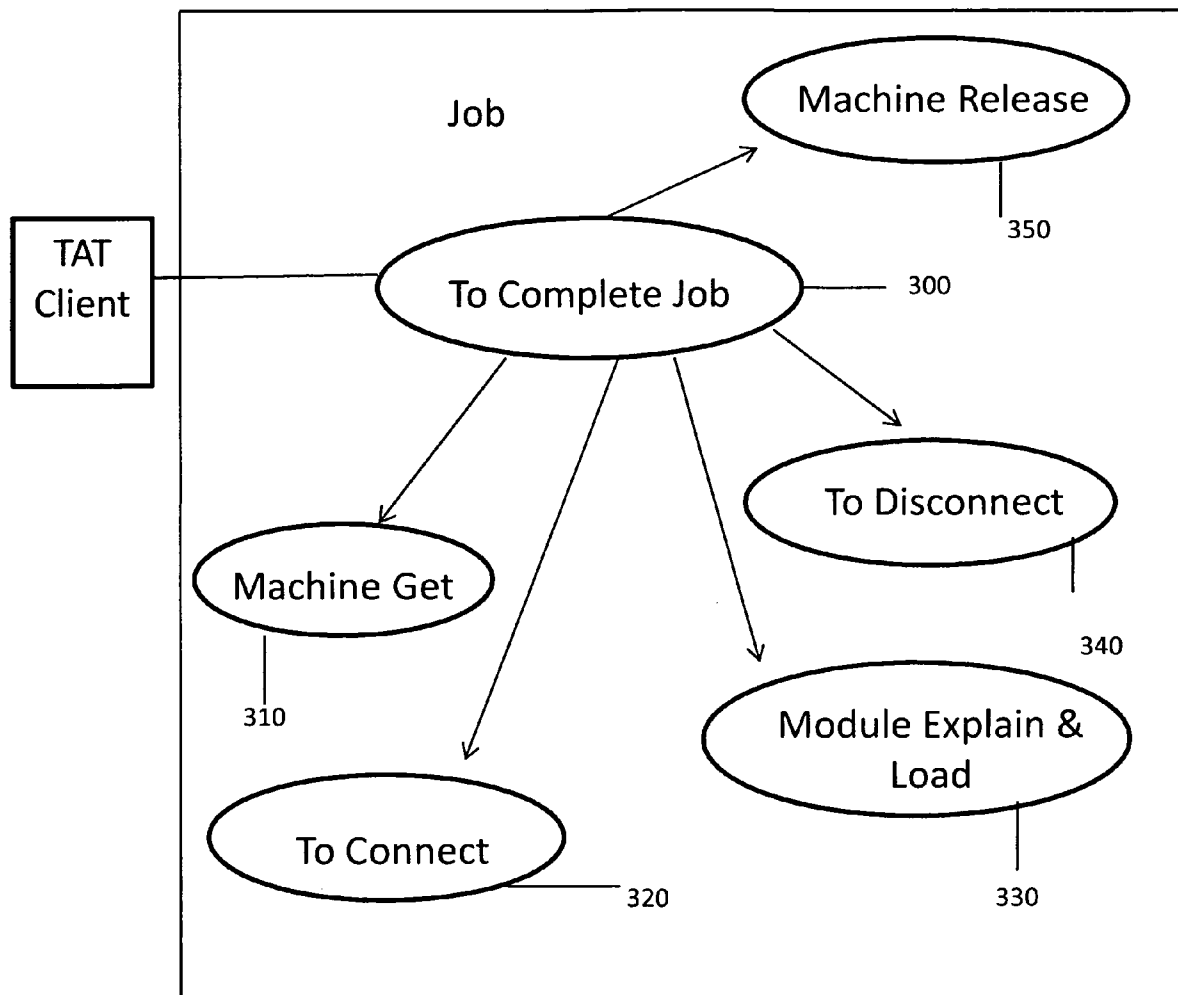 Job
Machine Release
350
TAT
Client
To Complete Job
300
To Disconnect
340
Machine Get
310
Module Explain &
Load
330
To Connect
320